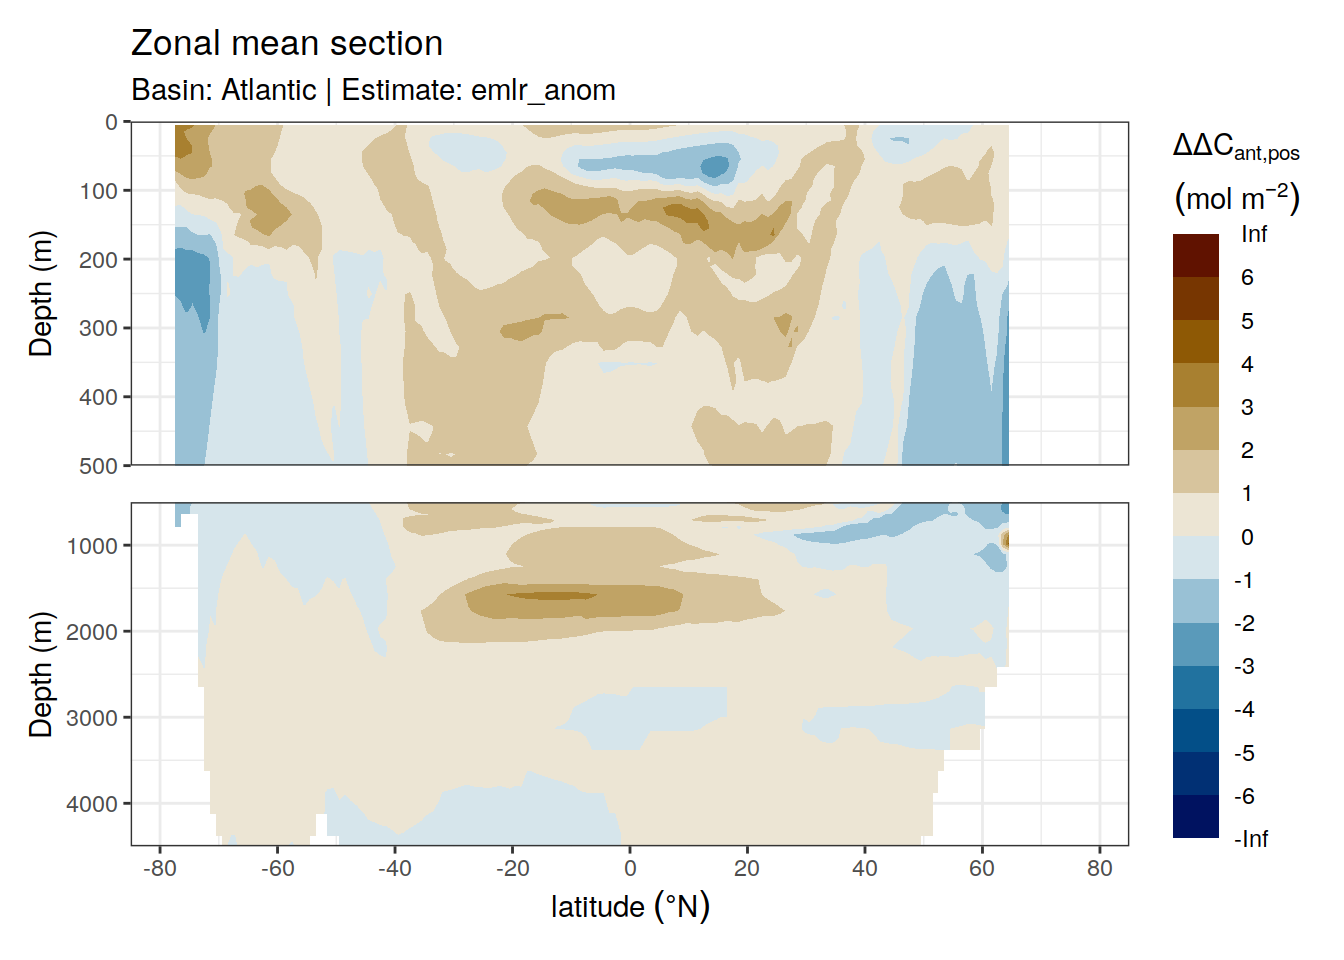 Zonal mean section
Basin: Atlantic | Estimate: emlr_anom
Depth (m)
0
100
200
300
400
500
Depth (m)
1000
2000
3000
4000
-80 -60 -40 -20 0 20 40 60 80
latitude (°N)
ΔΔC_ant,pos
(mol m⁻²)
Inf
6
5
4
3
2
1
0
-1
-2
-3
-4
-5
-6
-Inf